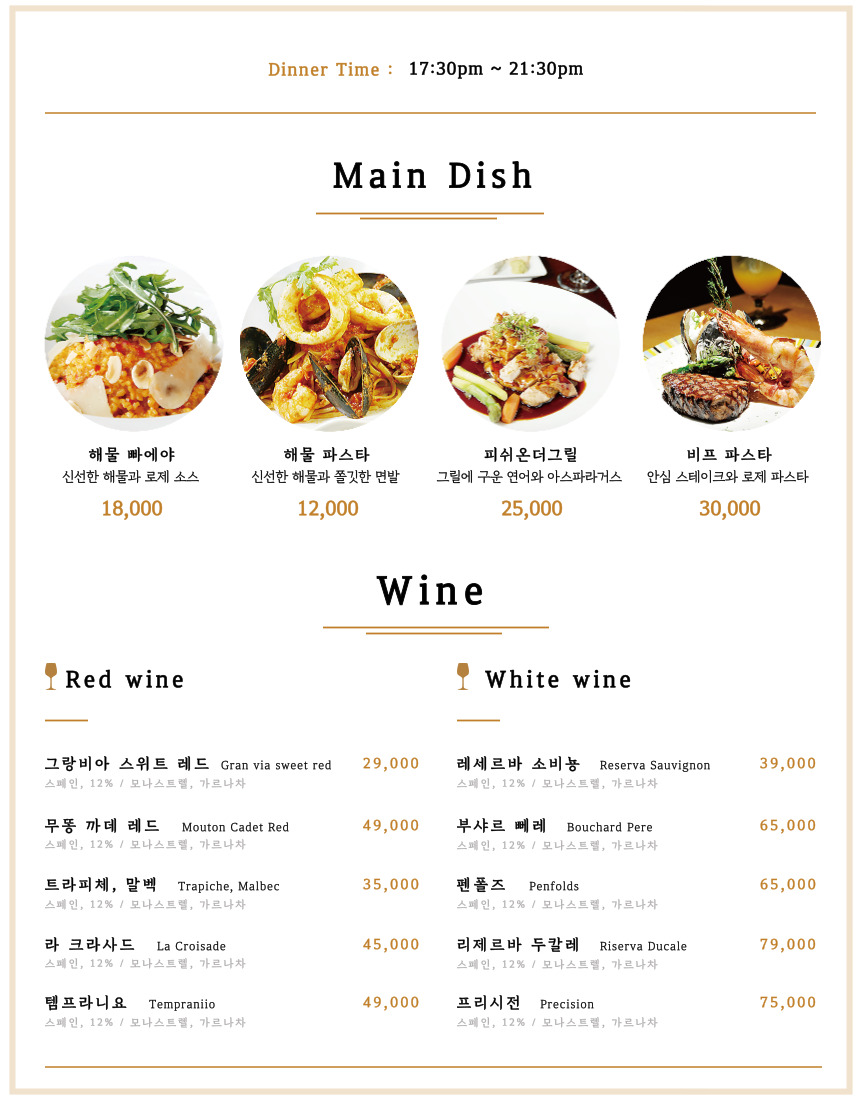 Dinner Time : 17:30pm ~ 21:30pm
Main Dish
해물 빠에야
신선한 해물과 로제 소스
18,000
해물 파스타
신선한 해물과 쫄깃한 면발
12,000
피쉬온더그릴
그릴에 구운 연어와 아스파라거스
25,000
비프 파스타
안심 스테이크와 로제 파스타
30,000
Wine
Red wine
그랑비아 스위트 레드 Gran via sweet red 29,000
스페인, 12% / 모나스트렐, 가르나차
무똥 까데 레드 Mouton Cadet Red 49,000
스페인, 12% / 모나스트렐, 가르나차
트라피체, 말벡 Trapiche, Malbec 35,000
스페인, 12% / 모나스트렐, 가르나차
라 크라사드 La Croisade 45,000
스페인, 12% / 모나스트렐, 가르나차
템프라니요 Tempraniio 49,000
스페인, 12% / 모나스트렐, 가르나차
White wine
레세르바 소비뇽 Reserva Sauvignon 39,000
스페인, 12% / 모나스트렐, 가르나차
부샤르 뻬레 Bouchard Pere 65,000
스페인, 12% / 모나스트렐, 가르나차
펜폴즈 Penfolds 65,000
스페인, 12% / 모나스트렐, 가르나차
리제르바 두칼레 Riserva Ducale 79,000
스페인, 12% / 모나스트렐, 가르나차
프리시전 Precision 75,000
스페인, 12% / 모나스트렐, 가르나차